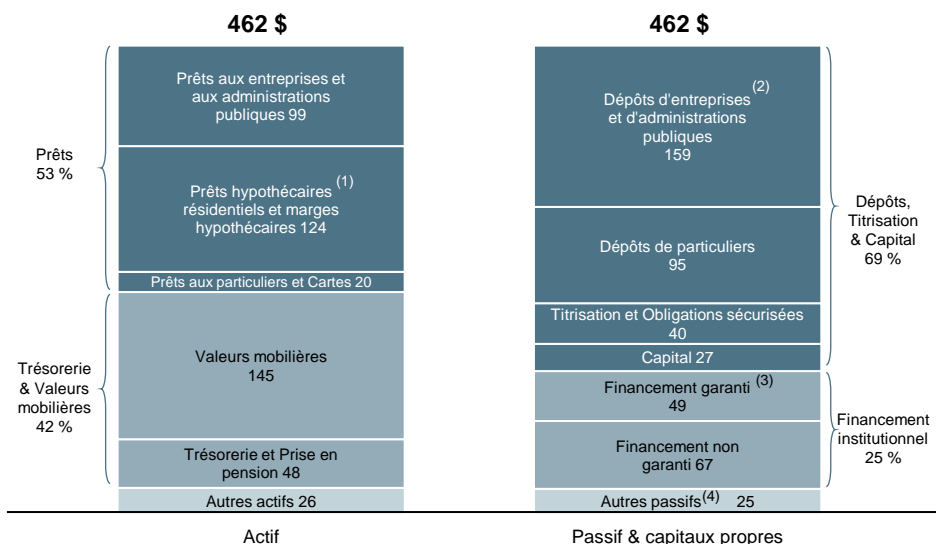 462 $
462 $
Prêts aux entreprises et
aux administrations
publiques 99
Prêts
53 %
Prêts hypothécaires (1)
résidentiels et marges
hypothécaires 124
Prêts aux particuliers et Cartes 20
Valeurs mobilières
145
Trésorerie
& Valeurs
mobilières
42 %
Trésorerie et Prise en
pension 48
Autres actifs 26
Actif
Dépôts d'entreprises (2)
et d'administrations
publiques
159
Dépôts de particuliers
95
Titrisation et Obligations sécurisées
40
Capital 27
Dépôts,
Titrisation
& Capital
69 %
Financement garanti (3)
49
Financement non
garanti 67
Financement
institutionnel
25 %
Autres passifs(4) 25
Passif & capitaux propres